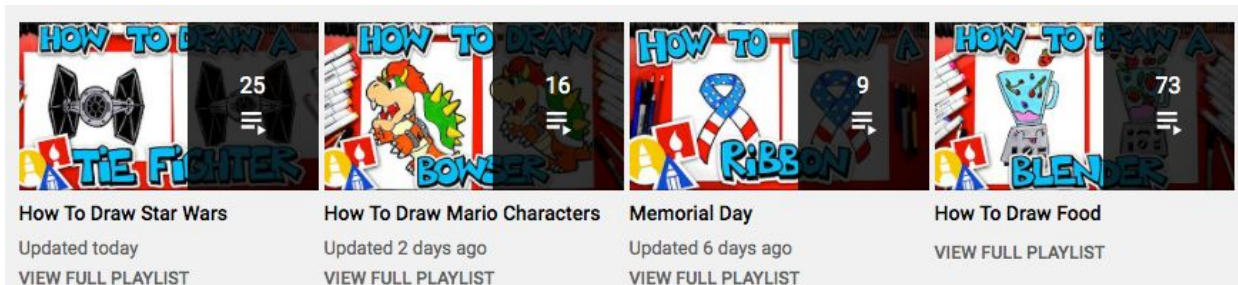 HOW TO DRAW A
25
TIE FIGHTER
How To Draw Star Wars
Updated today
VIEW FULL PLAYLIST
HOW TO DRAW
16
BOWSER
How To Draw Mario Characters
Updated 2 days ago
VIEW FULL PLAYLIST
HOW TO DRAW A
9
RiBBON
Memorial Day
Updated 6 days ago
VIEW FULL PLAYLIST
HOW TO DRAW A
73
BLENDER
How To Draw Food
VIEW FULL PLAYLIST